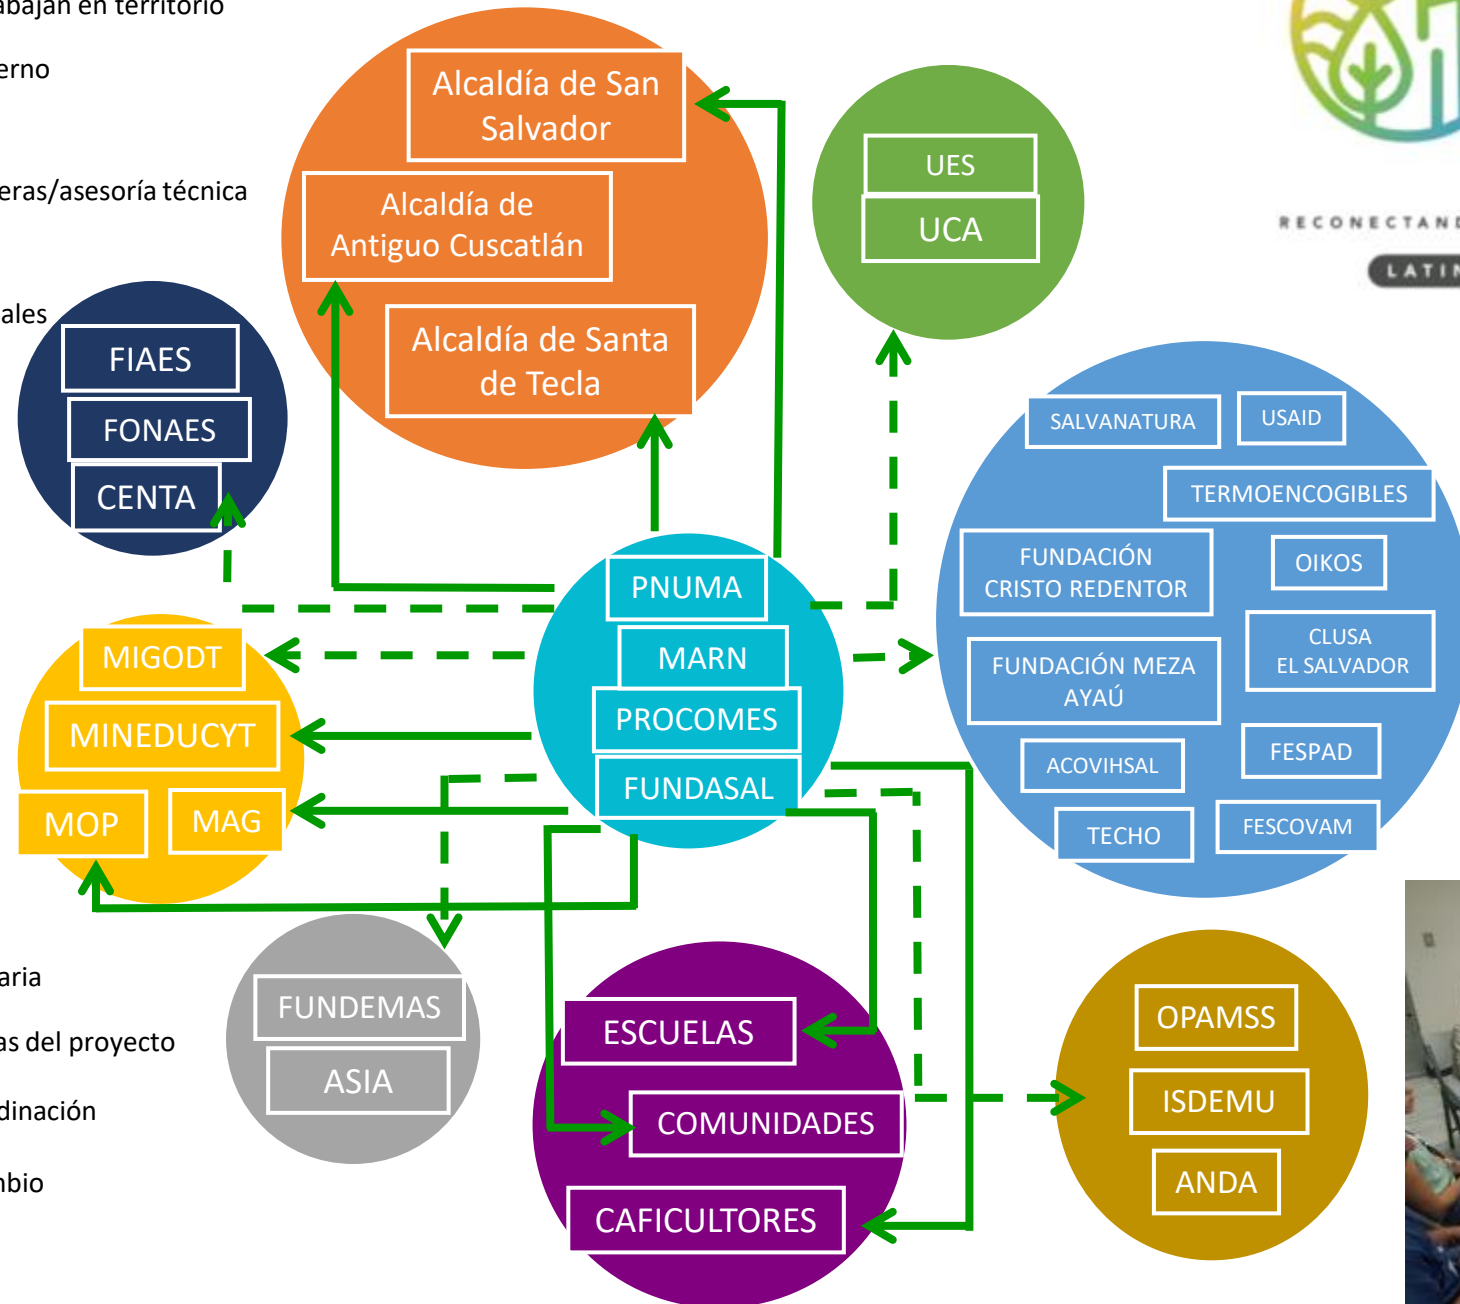 abajan en territorio
erno
eras/asesoría técnica
ales
Alcaldía de San
Salvador
Alcaldía de
Antiguo Cuscatlán
Alcaldía de Santa
de Tecla
UES
UCA
RECONECTAND
LATIN
FIAES
FONAES
CENTA
SALVANATURA
USAID
TERMOENCOGIBLES
FUNDACIÓN
CRISTO REDENTOR
OIKOS
CLUSA
EL SALVADOR
FUNDACIÓN MEZA
AYAÚ
ACOVIHSAL
FESPAD
TECHO
FESCOVAM
PNUMA
MARN
PROCOMES
FUNDASAL
MIGODT
MINEDUCYT
MOP
MAG
aria
as del proyecto
dinación
nbio
FUNDEMAS
ASIA
ESCUELAS
COMUNIDADES
CAFICULTORES
OPAMSS
ISDEMU
ANDA